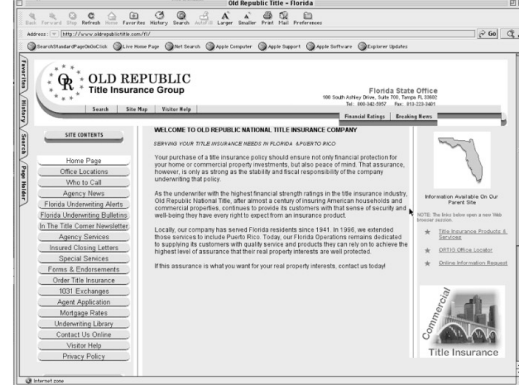 Old Republic Title - Florida
Back Forward Stop Refresh Home Favorites History Search AutoFill Larger Smaller Print Mail Preferences
Address: http://www.oldrepublictitle.com/fl/ Go
Live Home Page Net Search Apple Computer Apple Support Apple Software Explorer Updates
Favorites
History
Search
Page Holder
OR
OLD REPUBLIC
Title Insurance Group
Florida State Office
Search Site Map Visitor Help
Financial Ratings Breaking News
SITE CONTENTS
Home Page
Office Locations
Who to Call
Agency News
Florida Underwriting Alerts
Florida Underwriting Bulletins
In The Title Corner Newsletter
Agency Services
Insured Closing Letters
Special Services
Forms & Endorsements
Order Title Insurance
1031 Exchanges
Agent Application
Mortgage Rates
Underwriting Library
Contact Us Online
Visitor Help
Privacy Policy
WELCOME TO OLD REPUBLIC NATIONAL TITLE INSURANCE COMPANY
SERVING YOUR TITLE INSURANCE NEEDS IN FLORIDA & PUERTO RICO
Your purchase of a title insurance policy should ensure not only financial protection for
your home or commercial property investments, but also peace of mind. That assurance,
however, is only as strong as the stability and fiscal responsibility of the company
underwriting that policy.
As the underwriter with the highest financial strength ratings in the title insurance industry,
Old Republic National Title, after almost a century of insuring American households and
commercial properties, continues to provide its customers with that sense of security and
well-being they have every right to expect from an insurance product.
Locally, our company has served Florida residents since 1941. In 1996, we extended
those services to include Puerto Rico. Today, our Florida Operations remains dedicated
to supplying its customers with quality service and products they can rely on to achieve the
highest level of assurance that their real property interests are well protected.
If this assurance is what you want for your real property interests, contact us today!
Information Available On Our
Parent Site
NOTE: The links below open a new Web
browser session.
Title Insurance Products &
Services
ORTIG Office Locator
Online Information Request
Commercial
Title Insurance
Internet zone